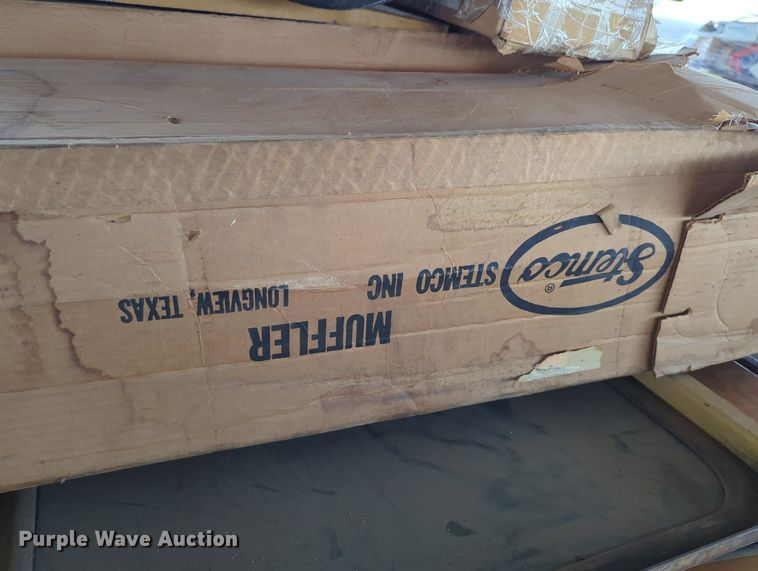 MUFFLER
Stemco ® STEMCO INC
LONGVIEW, TEXAS
Purple Wave Auction